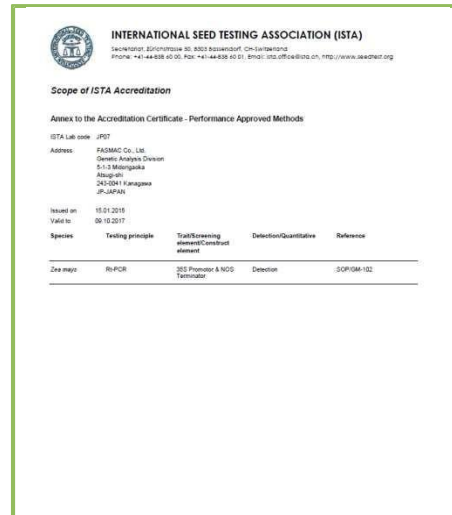 INTERNATIONAL SEED TESTING ASSOCIATION (ISTA)
Secretariat, Zürichstrasse 50, 8303 Bassersdorf, CH-Switzerland
Phone: +41-44-838 60 00, Fax: +41-44-838 60 01, Email: ista.office@ista.ch, http://www.seedtest.org
Scope of ISTA Accreditation
Annex to the Accreditation Certificate - Performance Approved Methods
ISTA Lab code JP07
Address FASMAC Co., Ltd.
Genetic Analysis Division
5-1-3 Midorigaoka
Atsugi-shi
243-0041 Kanagawa
JP-JAPAN
Issued on 15.01.2015
Valid to 09.10.2017
Species Testing principle Trait/Screening element/Construct element Detection/Quantitative Reference
Zea mays Rt-PCR 35S Promotor & NOS Terminator Detection SOP/GM-102